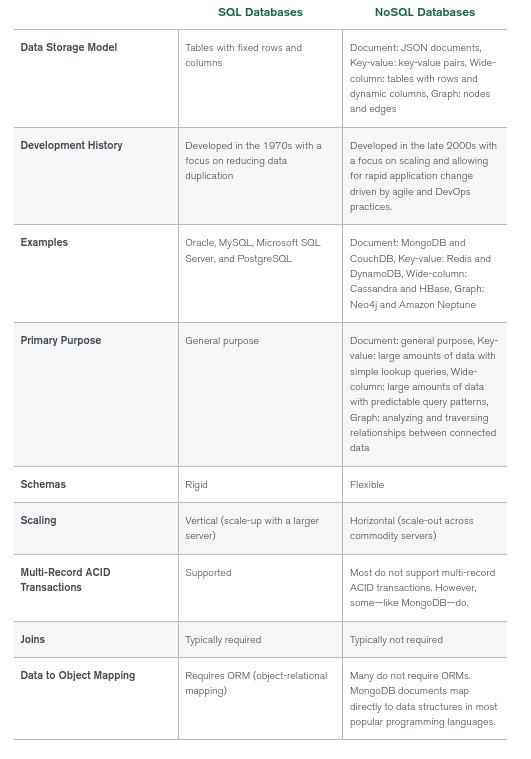 SQL Databases NoSQL Databases
Data Storage Model
Tables with fixed rows and
columns
Document: JSON documents,
Key-value: key-value pairs, Wide-
column: tables with rows and
dynamic columns, Graph: nodes
and edges
Development History
Developed in the 1970s with a
focus on reducing data
duplication
Developed in the late 2000s with
a focus on scaling and allowing
for rapid application change
driven by agile and DevOps
practices.
Examples
Oracle, MySQL, Microsoft SQL
Server, and PostgreSQL
Document: MongoDB and
CouchDB, Key-value: Redis and
DynamoDB, Wide-column:
Cassandra and HBase, Graph:
Neo4j and Amazon Neptune
Primary Purpose
General purpose
Document: general purpose, Key-
value: large amounts of data with
simple lookup queries, Wide-
column: large amounts of data
with predictable query patterns,
Graph: analyzing and traversing
relationships between connected
data
Schemas
Rigid
Flexible
Scaling
Vertical (scale-up with a larger
server)
Horizontal (scale-out across
commodity servers)
Multi-Record ACID
Transactions
Supported
Most do not support multi-record
ACID transactions. However,
some—like MongoDB—do.
Joins
Typically required
Typically not required
Data to Object Mapping
Requires ORM (object-relational
mapping)
Many do not require ORMs.
MongoDB documents map
directly to data structures in most
popular programming languages.